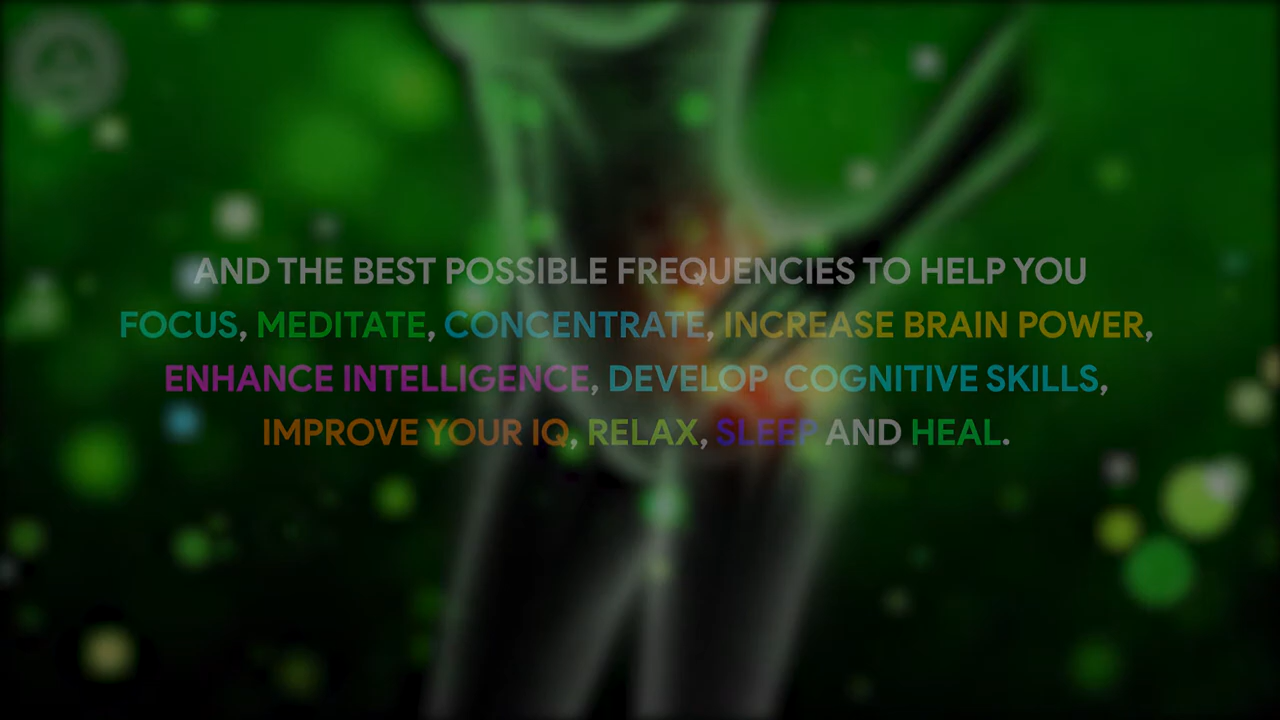 AND THE BEST POSSIBLE FREQUENCIES TO HELP YOU
FOCUS, MEDITATE, CONCENTRATE, INCREASE BRAIN POWER,
ENHANCE INTELLIGENCE, DEVELOP COGNITIVE SKILLS,
IMPROVE YOUR IQ, RELAX, SLEEP AND HEAL.